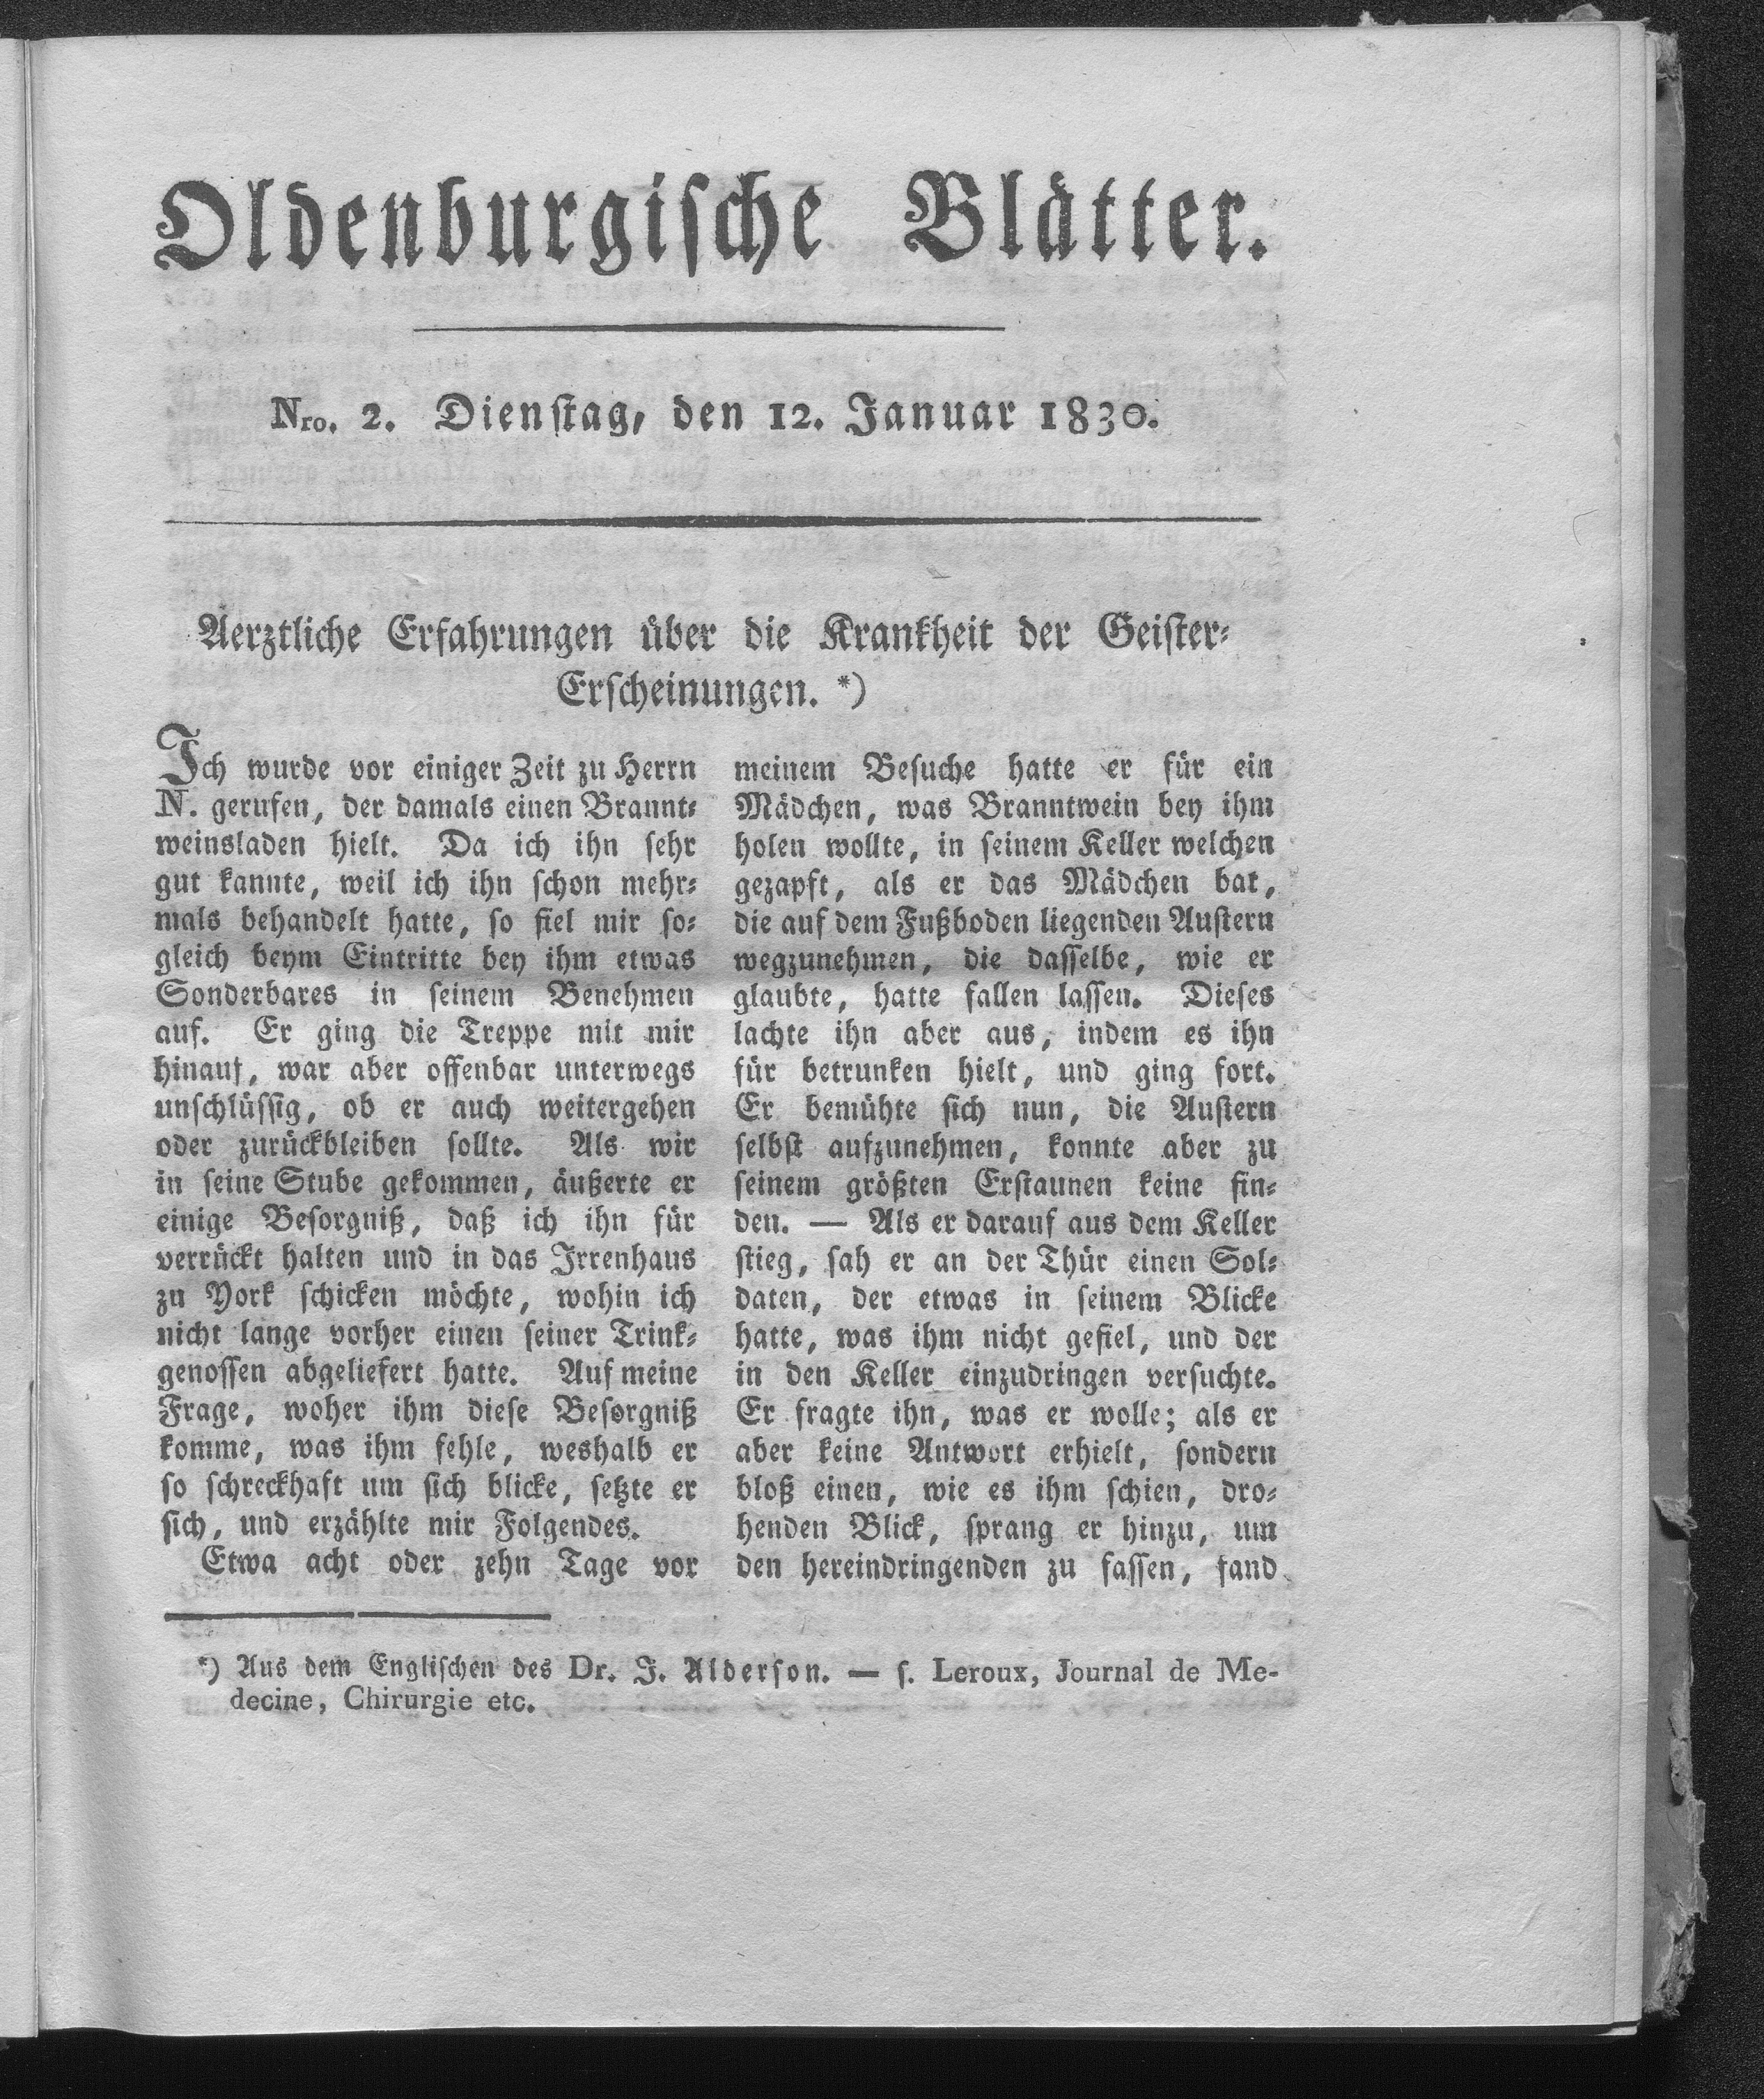 Oldenburgische Blätter.
Nro. 2. Dienstag, den 12. Januar 1830.
Aerztliche Erfahrungen über die Krankheit der Geister-
Erscheinungen. *)
Ich wurde vor einiger Zeit zu Herrn
N. gerufen, der damals einen Brannt-
weinsladen hielt. Da ich ihn sehr
gut kannte, weil ich ihn schon mehr-
mals behandelt hatte, so fiel mir so-
gleich beym Eintritte bey ihm etwas
Sonderbares in seinem Benehmen
auf. Er ging die Treppe mit mir
hinauf, war aber offenbar unterwegs
unschlüssig, ob er auch weitergehen
oder zurückbleiben sollte. Als wir
in seine Stube gekommen, äußerte er
einige Besorgniß, daß ich ihn für
verrückt halten und in das Irrenhaus
zu York schicken möchte, wohin ich
nicht lange vorher einen seiner Trink-
genossen abgeliefert hatte. Auf meine
Frage, woher ihm diese Besorgniß
komme, was ihm fehle, weshalb er
so schreckhaft um sich blicke, setzte er
sich, und erzählte mir Folgendes.
Etwa acht oder zehn Tage vor
meinem Besuche hatte er für ein
Mädchen, was Branntwein bey ihm
holen wollte, in seinem Keller welchen
gezapft, als er das Mädchen bat,
die auf dem Fußboden liegenden Austern
wegzunehmen, die dasselbe, wie er
glaubte, hatte fallen lassen. Dieses
lachte ihn aber aus, indem es ihn
für betrunken hielt, und ging fort.
Er bemühte sich nun, die Austern
selbst aufzunehmen, konnte aber zu
seinem größten Erstaunen keine fin-
den. — Als er darauf aus dem Keller
stieg, sah er an der Thür einen Sol-
daten, der etwas in seinem Blicke
hatte, was ihm nicht gefiel, und der
in den Keller einzudringen versuchte.
Er fragte ihn, was er wolle; als er
aber keine Antwort erhielt, sondern
bloß einen, wie es ihm schien, dro-
henden Blick, sprang er hinzu, um
den hereindringenden zu fassen, fand
*) Aus dem Englischen des Dr. J. Alderson. — s. Leroux, Journal de Me-
decine, Chirurgie etc.